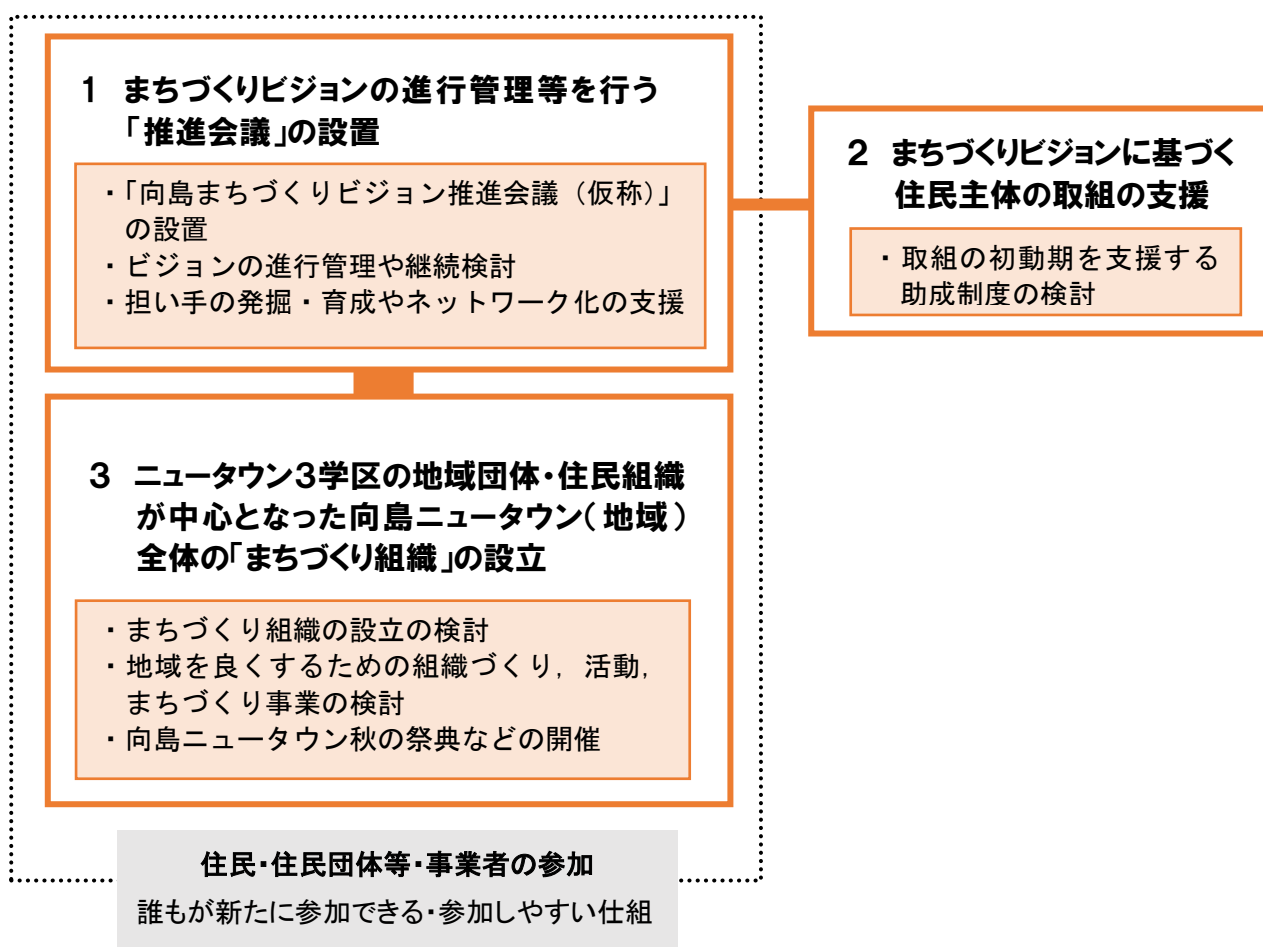 1 まちづくりビジョンの進行管理等を行う
「推進会議」の設置
・「向島まちづくりビジョン推進会議（仮称）」
の設置
・ビジョンの進行管理や継続検討
・担い手の発掘・育成やネットワーク化の支援
2 まちづくりビジョンに基づく
住民主体の取組の支援
・取組の初動期を支援する
助成制度の検討
3 ニュータウン3学区の地域団体・住民組織
が中心となった向島ニュータウン（地域）
全体の「まちづくり組織」の設立
・まちづくり組織の設立の検討
・地域を良くするための組織づくり，活動，
まちづくり事業の検討
・向島ニュータウン秋の祭典などの開催
住民・住民団体等・事業者の参加
誰もが新たに参加できる・参加しやすい仕組